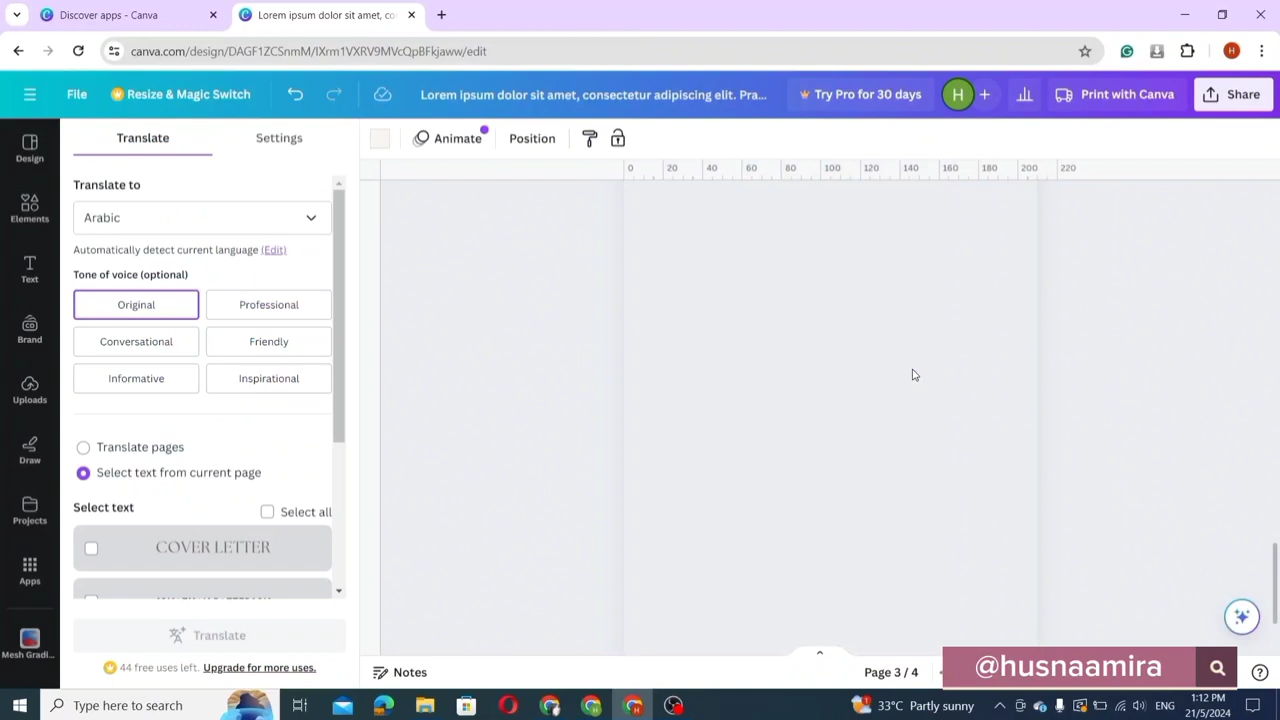 Discover apps - Canva
Lorem ipsum dolor sit amet, co
canva.com/design/DAGF1ZCSnmM/IXrm1VXRV9MVcQpBFkjaww/edit
H
File
Resize & Magic Switch
Lorem ipsum dolor sit amet, consectetur adipiscing elit. Pra...
Try Pro for 30 days
H
Print with Canva
Share
Design
Elements
Text
Brand
Uploads
Draw
Projects
Apps
Mesh Gradi...
Translate
Settings
Translate to
Arabic
Automatically detect current language (Edit)
Tone of voice (optional)
Original
Professional
Conversational
Friendly
Informative
Inspirational
Translate pages
Select text from current page
Select text
Select all
COVER LETTER
Translate
44 free uses left. Upgrade for more uses.
Animate
Position
0 20 40 60 80 100 120 140 160 180 200 220
Notes
Page 3 / 4
@husnaamira
Type here to search
33°C Partly sunny
ENG
1:12 PM
21/5/2024